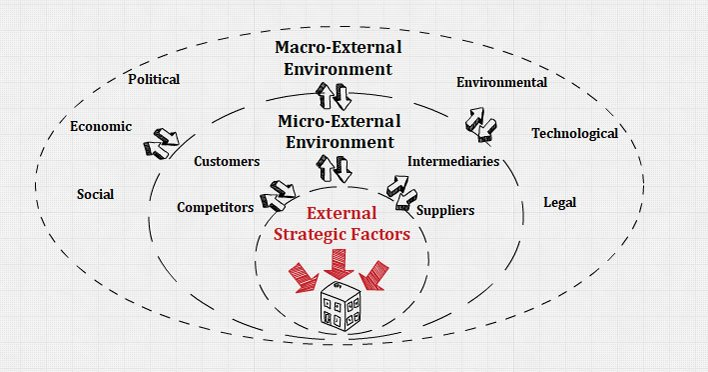 Macro-External
Environment
Political
Environmental
Economic
Micro-External
Environment
Technological
Customers
Intermediaries
Social
Competitors
Suppliers
Legal
External
Strategic Factors